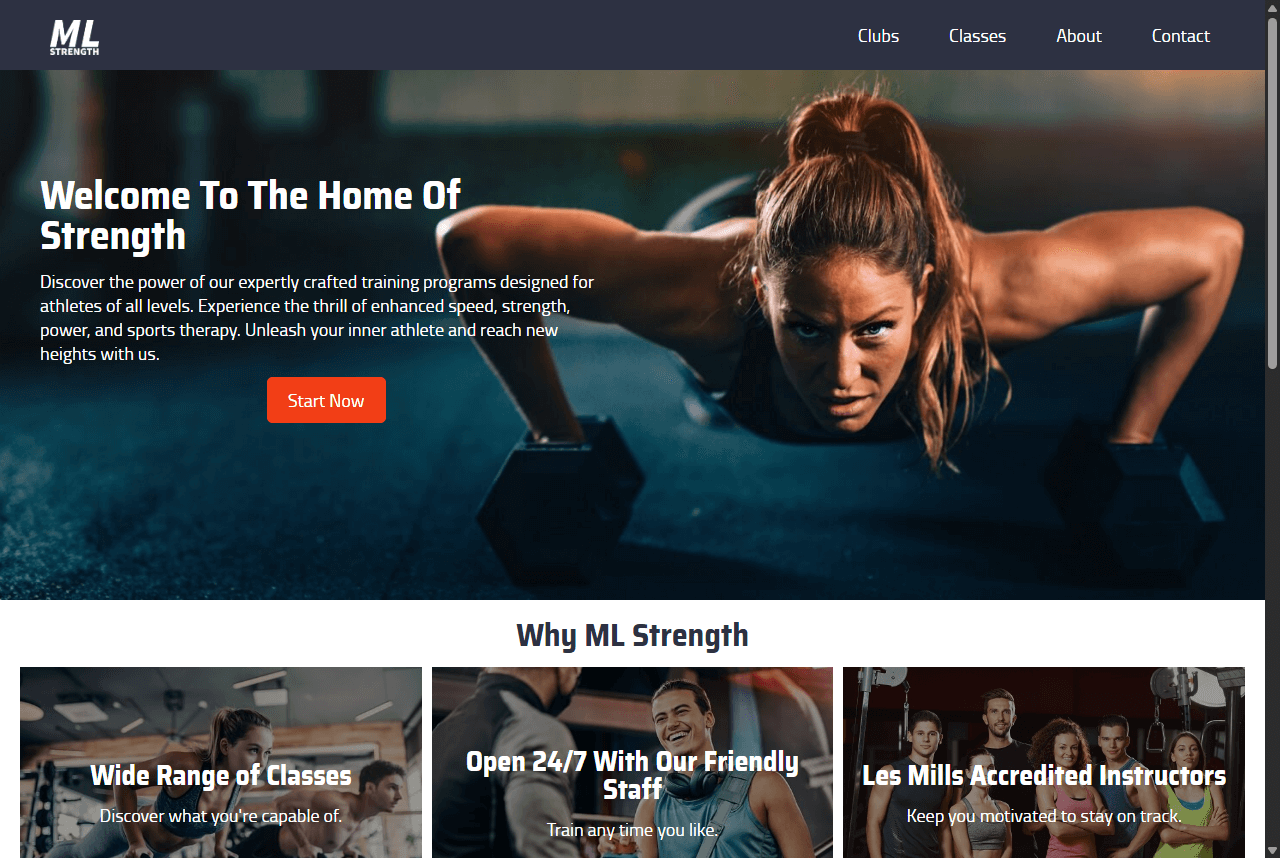 ML
STRENGTH
Clubs
Classes
About
Contact
Welcome To The Home Of
Strength
Discover the power of our expertly crafted training programs designed for
athletes of all levels. Experience the thrill of enhanced speed, strength,
power, and sports therapy. Unleash your inner athlete and reach new
heights with us.
Start Now
Why ML Strength
Wide Range of Classes
Discover what you're capable of.
Open 24/7 With Our Friendly
Staff
Train any time you like.
Les Mills Accredited Instructors
Keep you motivated to stay on track.